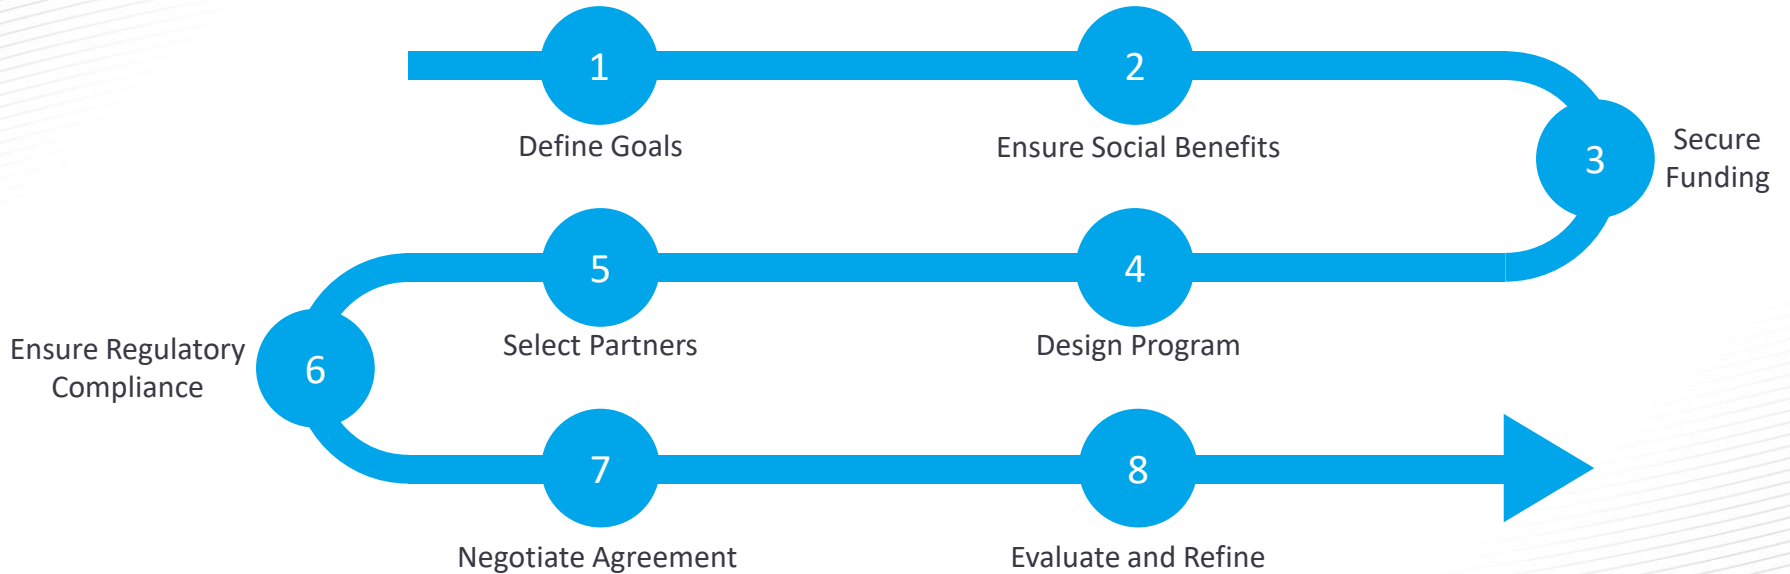 1
Define Goals
2
Ensure Social Benefits
3
Secure
Funding
4
Design Program
5
Select Partners
6
Ensure Regulatory
Compliance
7
Negotiate Agreement
8
Evaluate and Refine